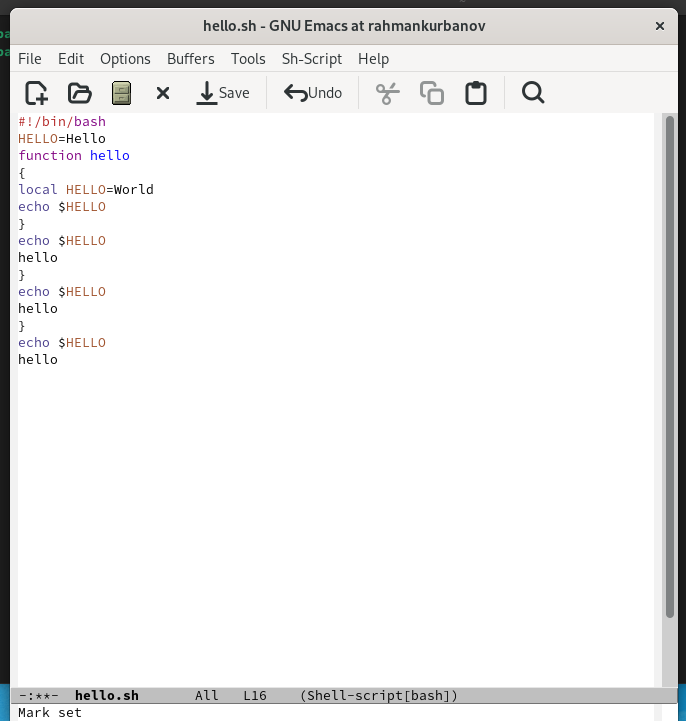 hello.sh - GNU Emacs at rahmankurbanov
File Edit Options Buffers Tools Sh-Script Help
Save Undo
#!/bin/bash
HELLO=Hello
function hello
{
local HELLO=World
echo $HELLO
}
echo $HELLO
hello
}
echo $HELLO
hello
}
echo $HELLO
hello
-:**-  hello.sh       All   L16    (Shell-script[bash])
Mark set